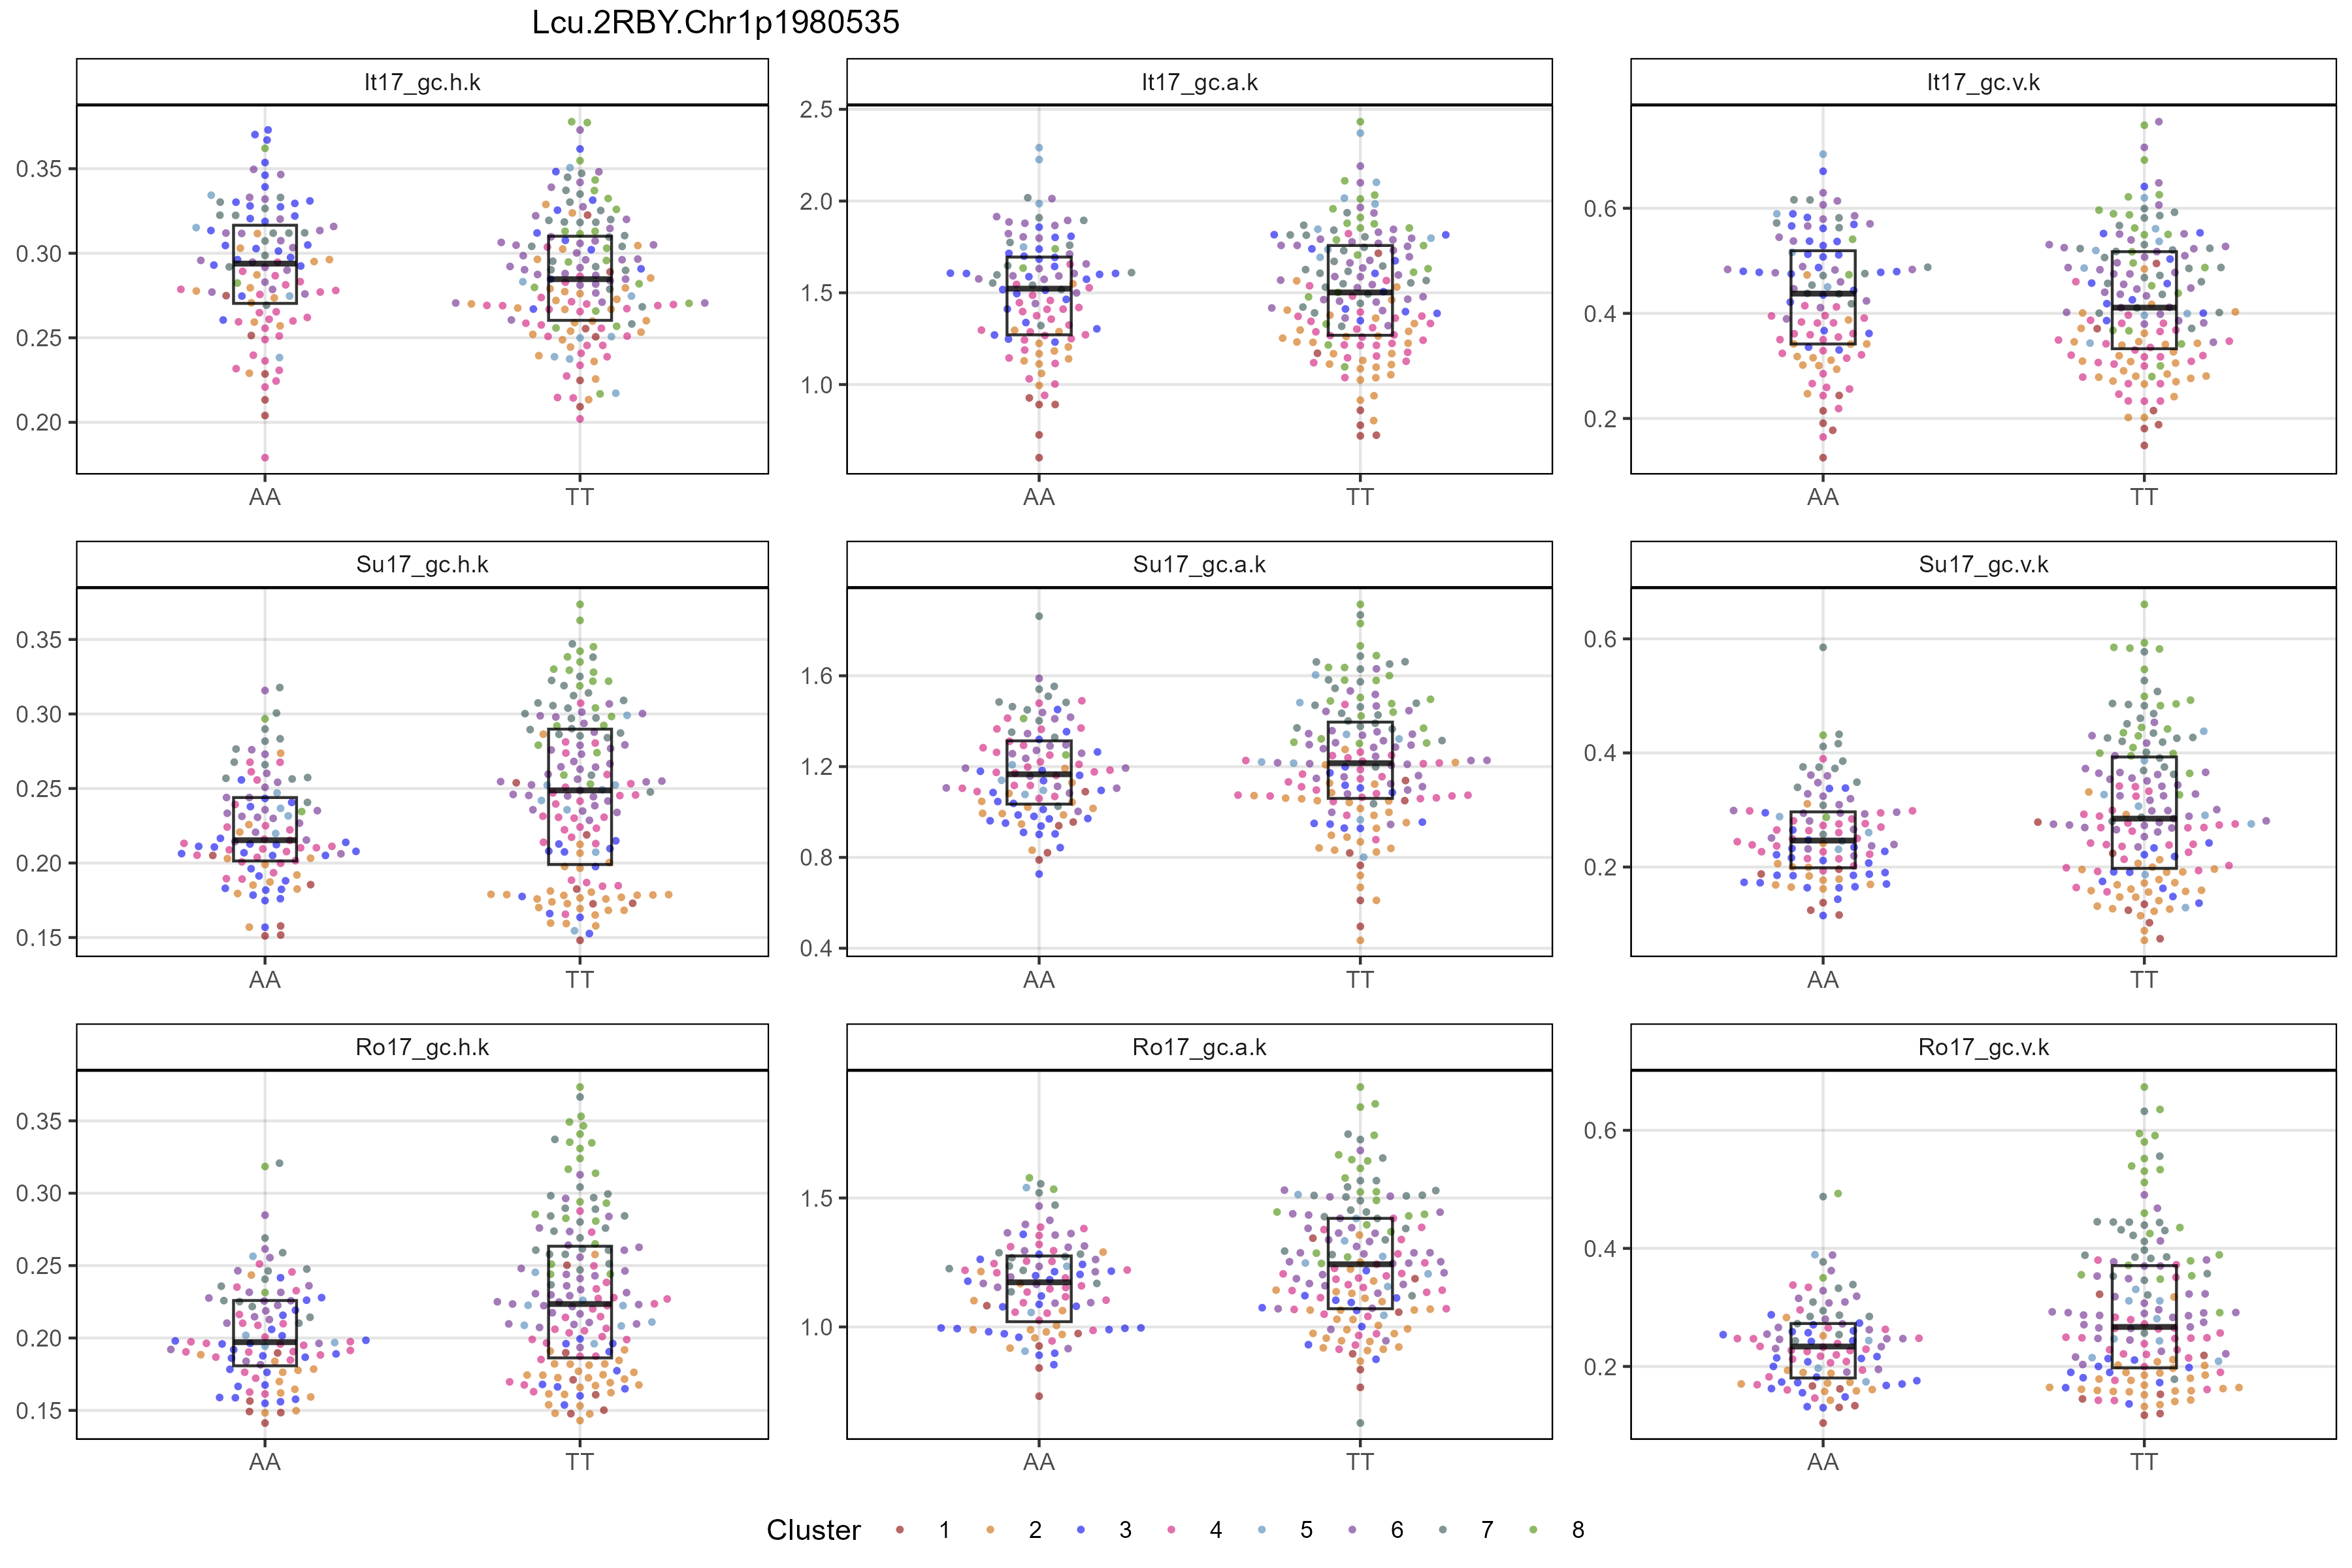 Lcu.2RBY.Chr1p1980535
It17_gc.h.k It17_gc.a.k It17_gc.v.k
0.35 2.5
0.30 2.0 0.6
0.25 1.5 0.4
0.20 1.0 0.2
AA TT AA TT AA TT
Su17_gc.h.k Su17_gc.a.k Su17_gc.v.k
0.35 1.6 0.6
0.30 1.2 0.4
0.25 0.8 0.2
0.20 0.4
0.15
AA TT AA TT AA TT
Ro17_gc.h.k Ro17_gc.a.k Ro17_gc.v.k
0.35 1.5 0.6
0.30 1.0 0.4
0.25 0.2
0.20
0.15
AA TT AA TT AA TT
Cluster 1 2 3 4 5 6 7 8